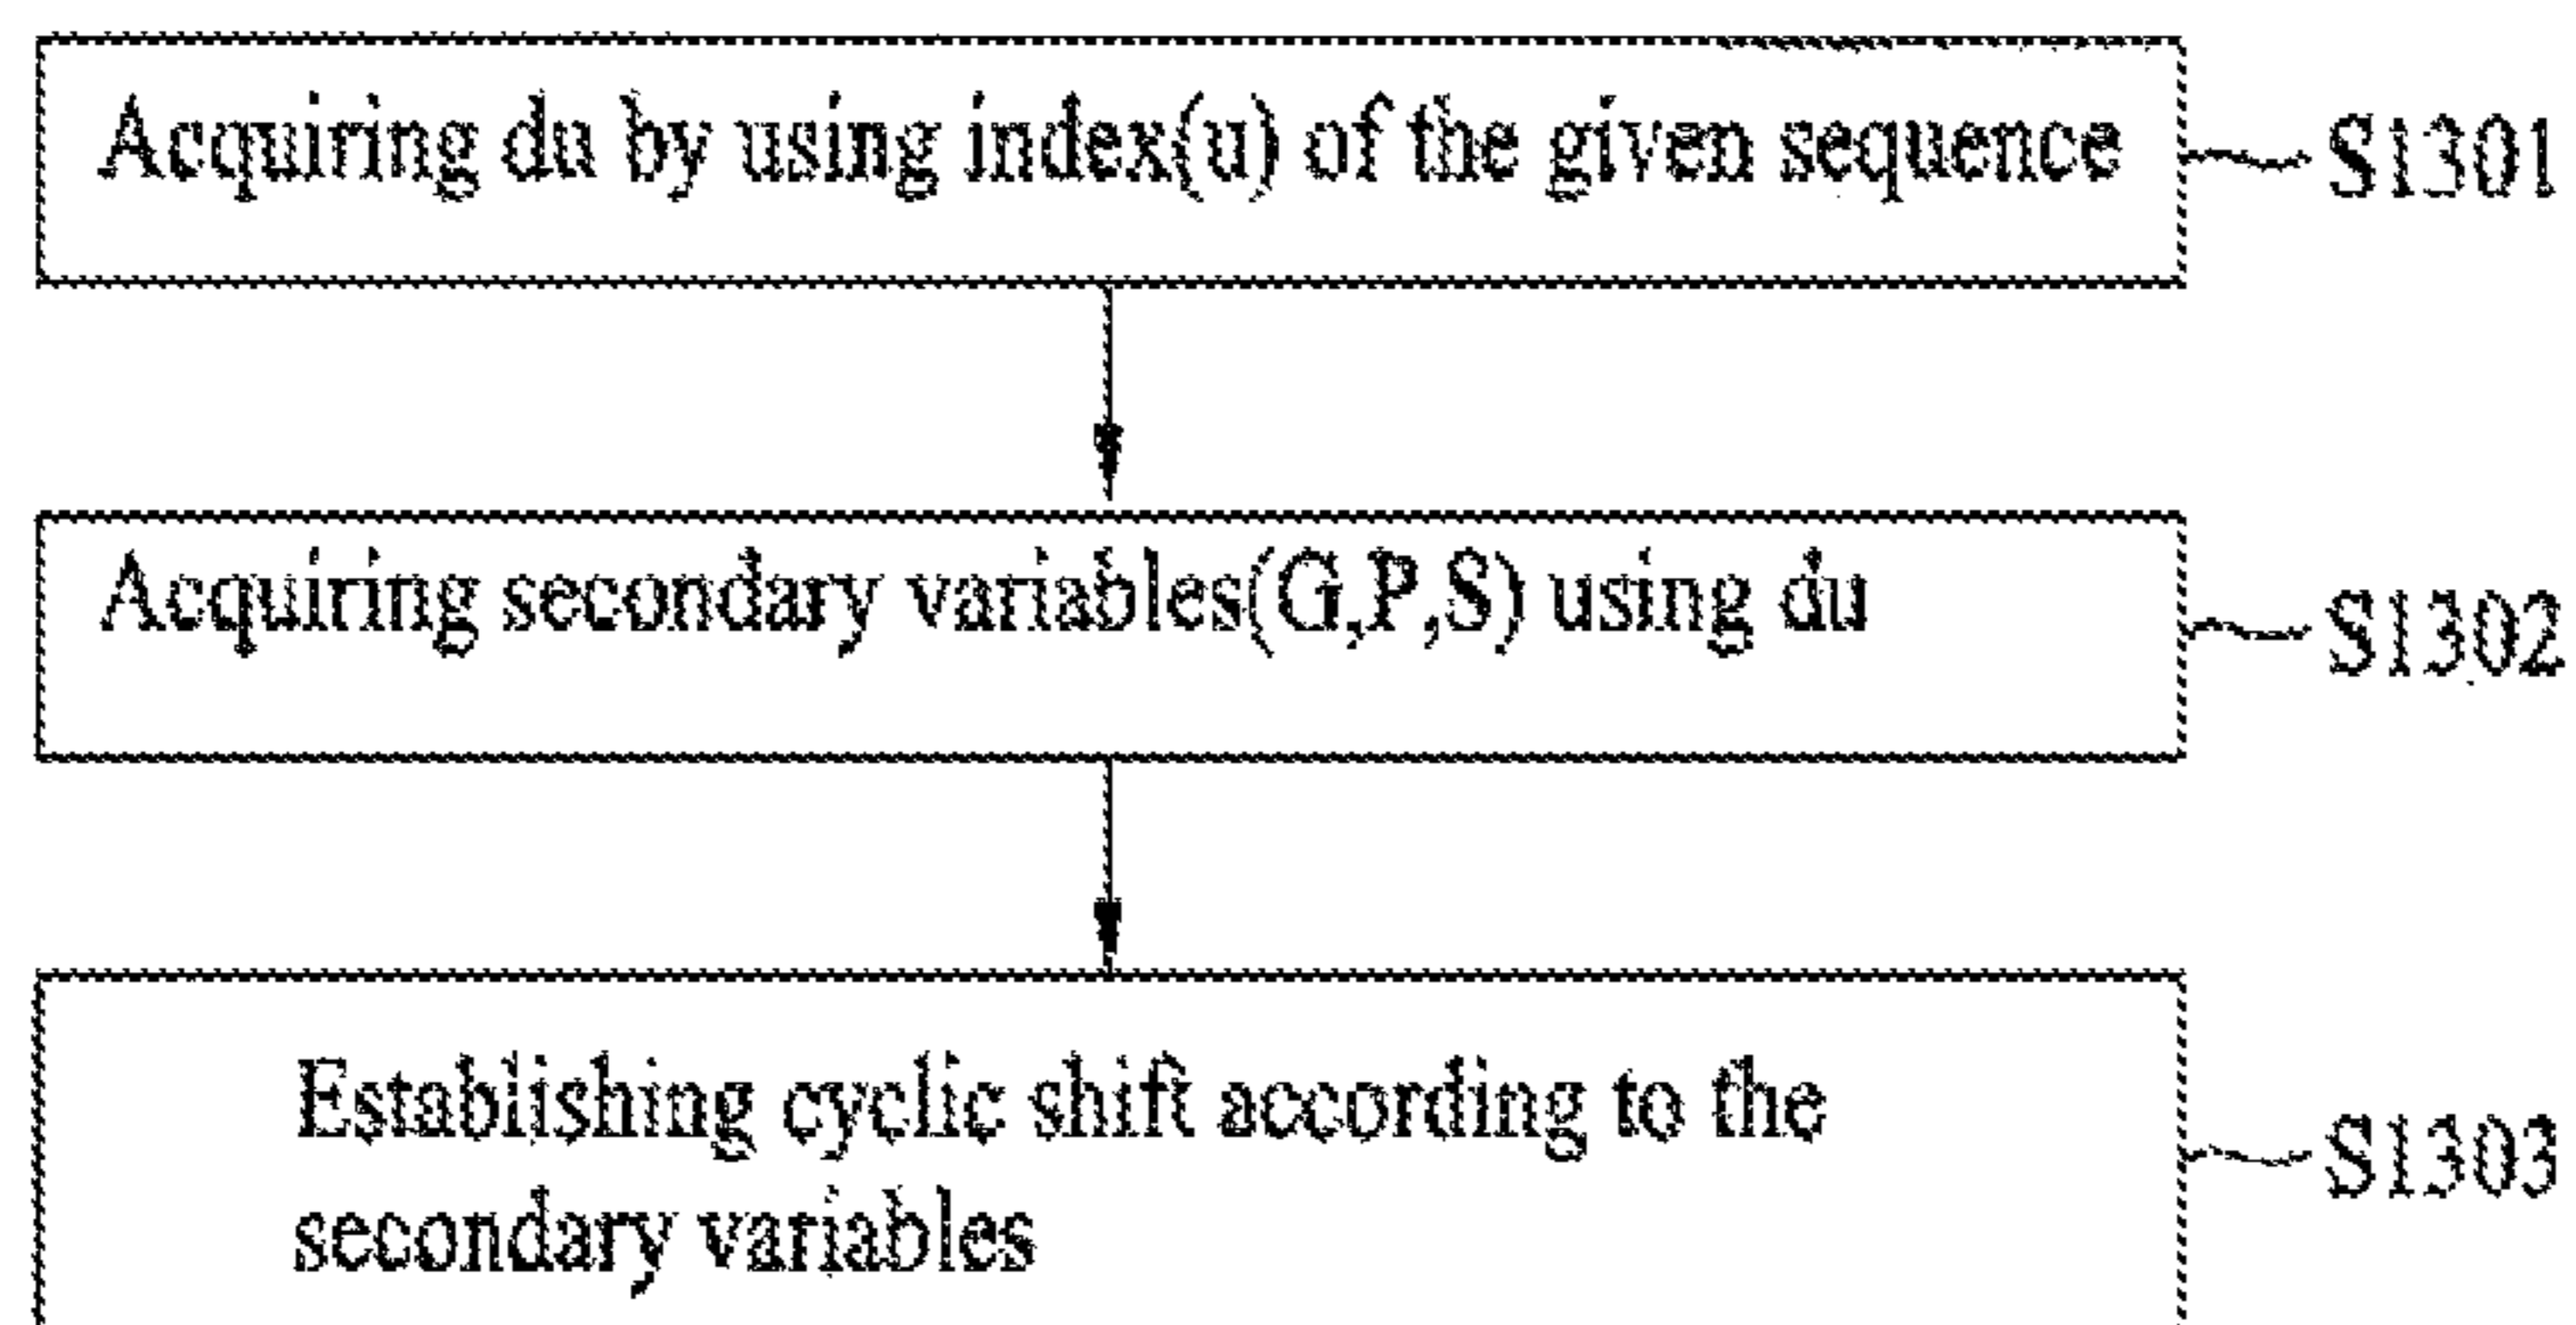 Acquiring du by using index(u) of the given sequence
S1301
Acquiring secondary variables(G,P,S) using du
S1302
Establishing cyclic shift according to the
secondary variables
S1303